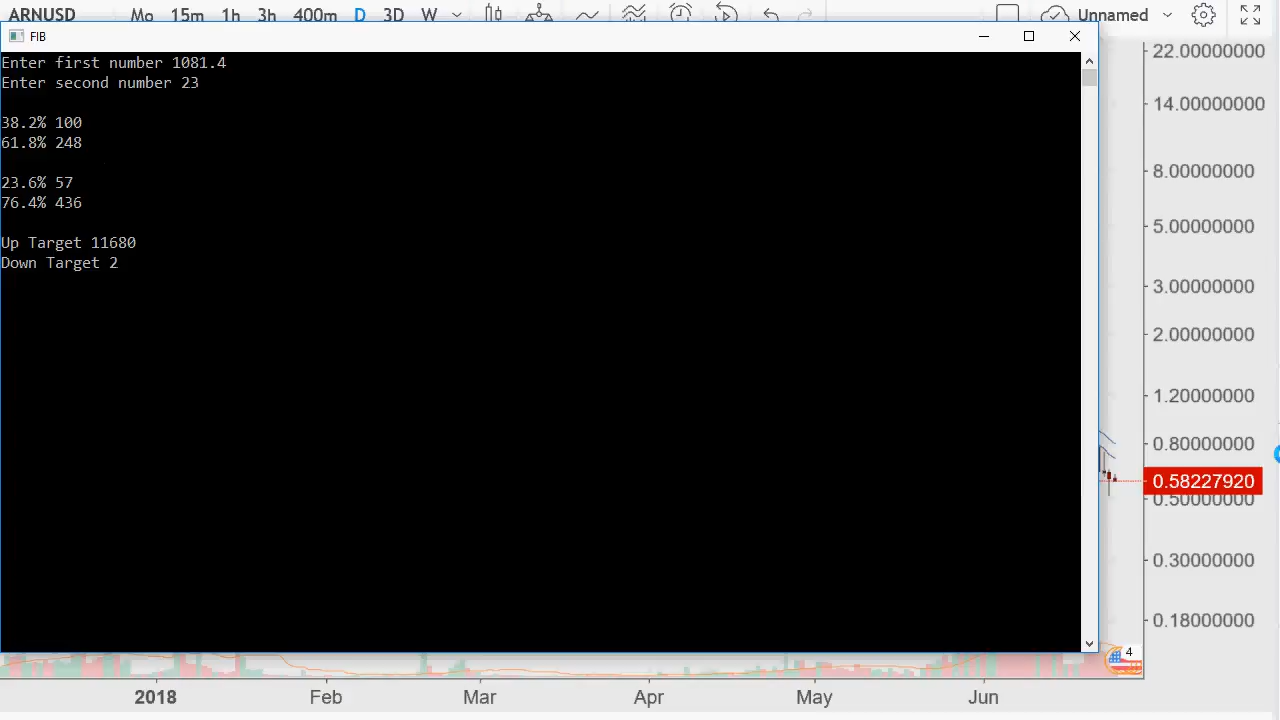 ARNUSD Mo 15m 1h 3h 400m D 3D W Unnamed
FIB
Enter first number 1081.4
Enter second number 23
38.2% 100
61.8% 248
23.6% 57
76.4% 436
Up Target 11680
Down Target 2
22.00000000
14.00000000
8.00000000
5.00000000
3.00000000
2.00000000
1.20000000
0.80000000
0.58227920
0.50000000
0.30000000
0.18000000
4
2018 Feb Mar Apr May Jun